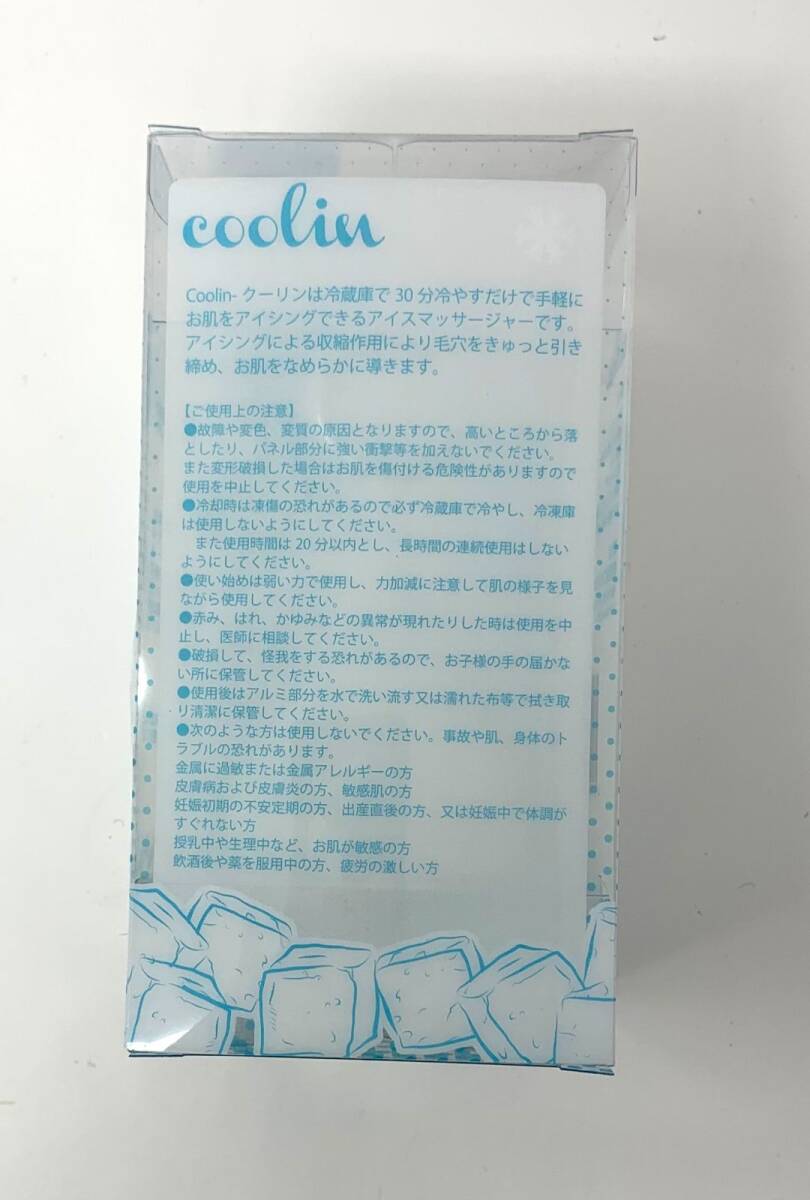 coolin
Coolin- クーリンは冷蔵庫で 30 分冷やすだけで手軽に
お肌をアイシングできるアイスマッサージャーです。
アイシングによる収縮作用により毛穴をきゅっと引き
締め、お肌をなめらかに導きます。
【ご使用上の注意】
●故障や変色、変質の原因となりますので、高いところから落
としたり、パネル部分に強い衝撃等を加えないでください。
また変形破損した場合はお肌を傷付ける危険性がありますので
使用を中止してください。
●冷却時は凍傷の恐れがあるので必ず冷蔵庫で冷やし、冷凍庫
は使用しないようにしてください。
また使用時間は 20 分以内とし、長時間の連続使用はしない
ようにしてください。
●使い始めは弱い力で使用し、力加減に注意して肌の様子を見
ながら使用してください。
●赤み、はれ、かゆみなどの異常が現れたりした時は使用を中
止し、医師に相談してください。
●破損して、怪我をする恐れがあるので、お子様の手の届かな
い所に保管してください。
●使用後はアルミ部分を水で洗い流す又は濡れた布等で拭き取
り清潔に保管してください。
●次のような方は使用しないでください。事故や肌、身体のト
ラブルの恐れがあります。
金属に過敏または金属アレルギーの方
皮膚病および皮膚炎の方、敏感肌の方
妊娠初期の不安定期の方、出産直後の方、又は妊娠中で体調が
すぐれない方
授乳中や生理中など、お肌が敏感の方
飲酒後や薬を服用中の方、疲労の激しい方